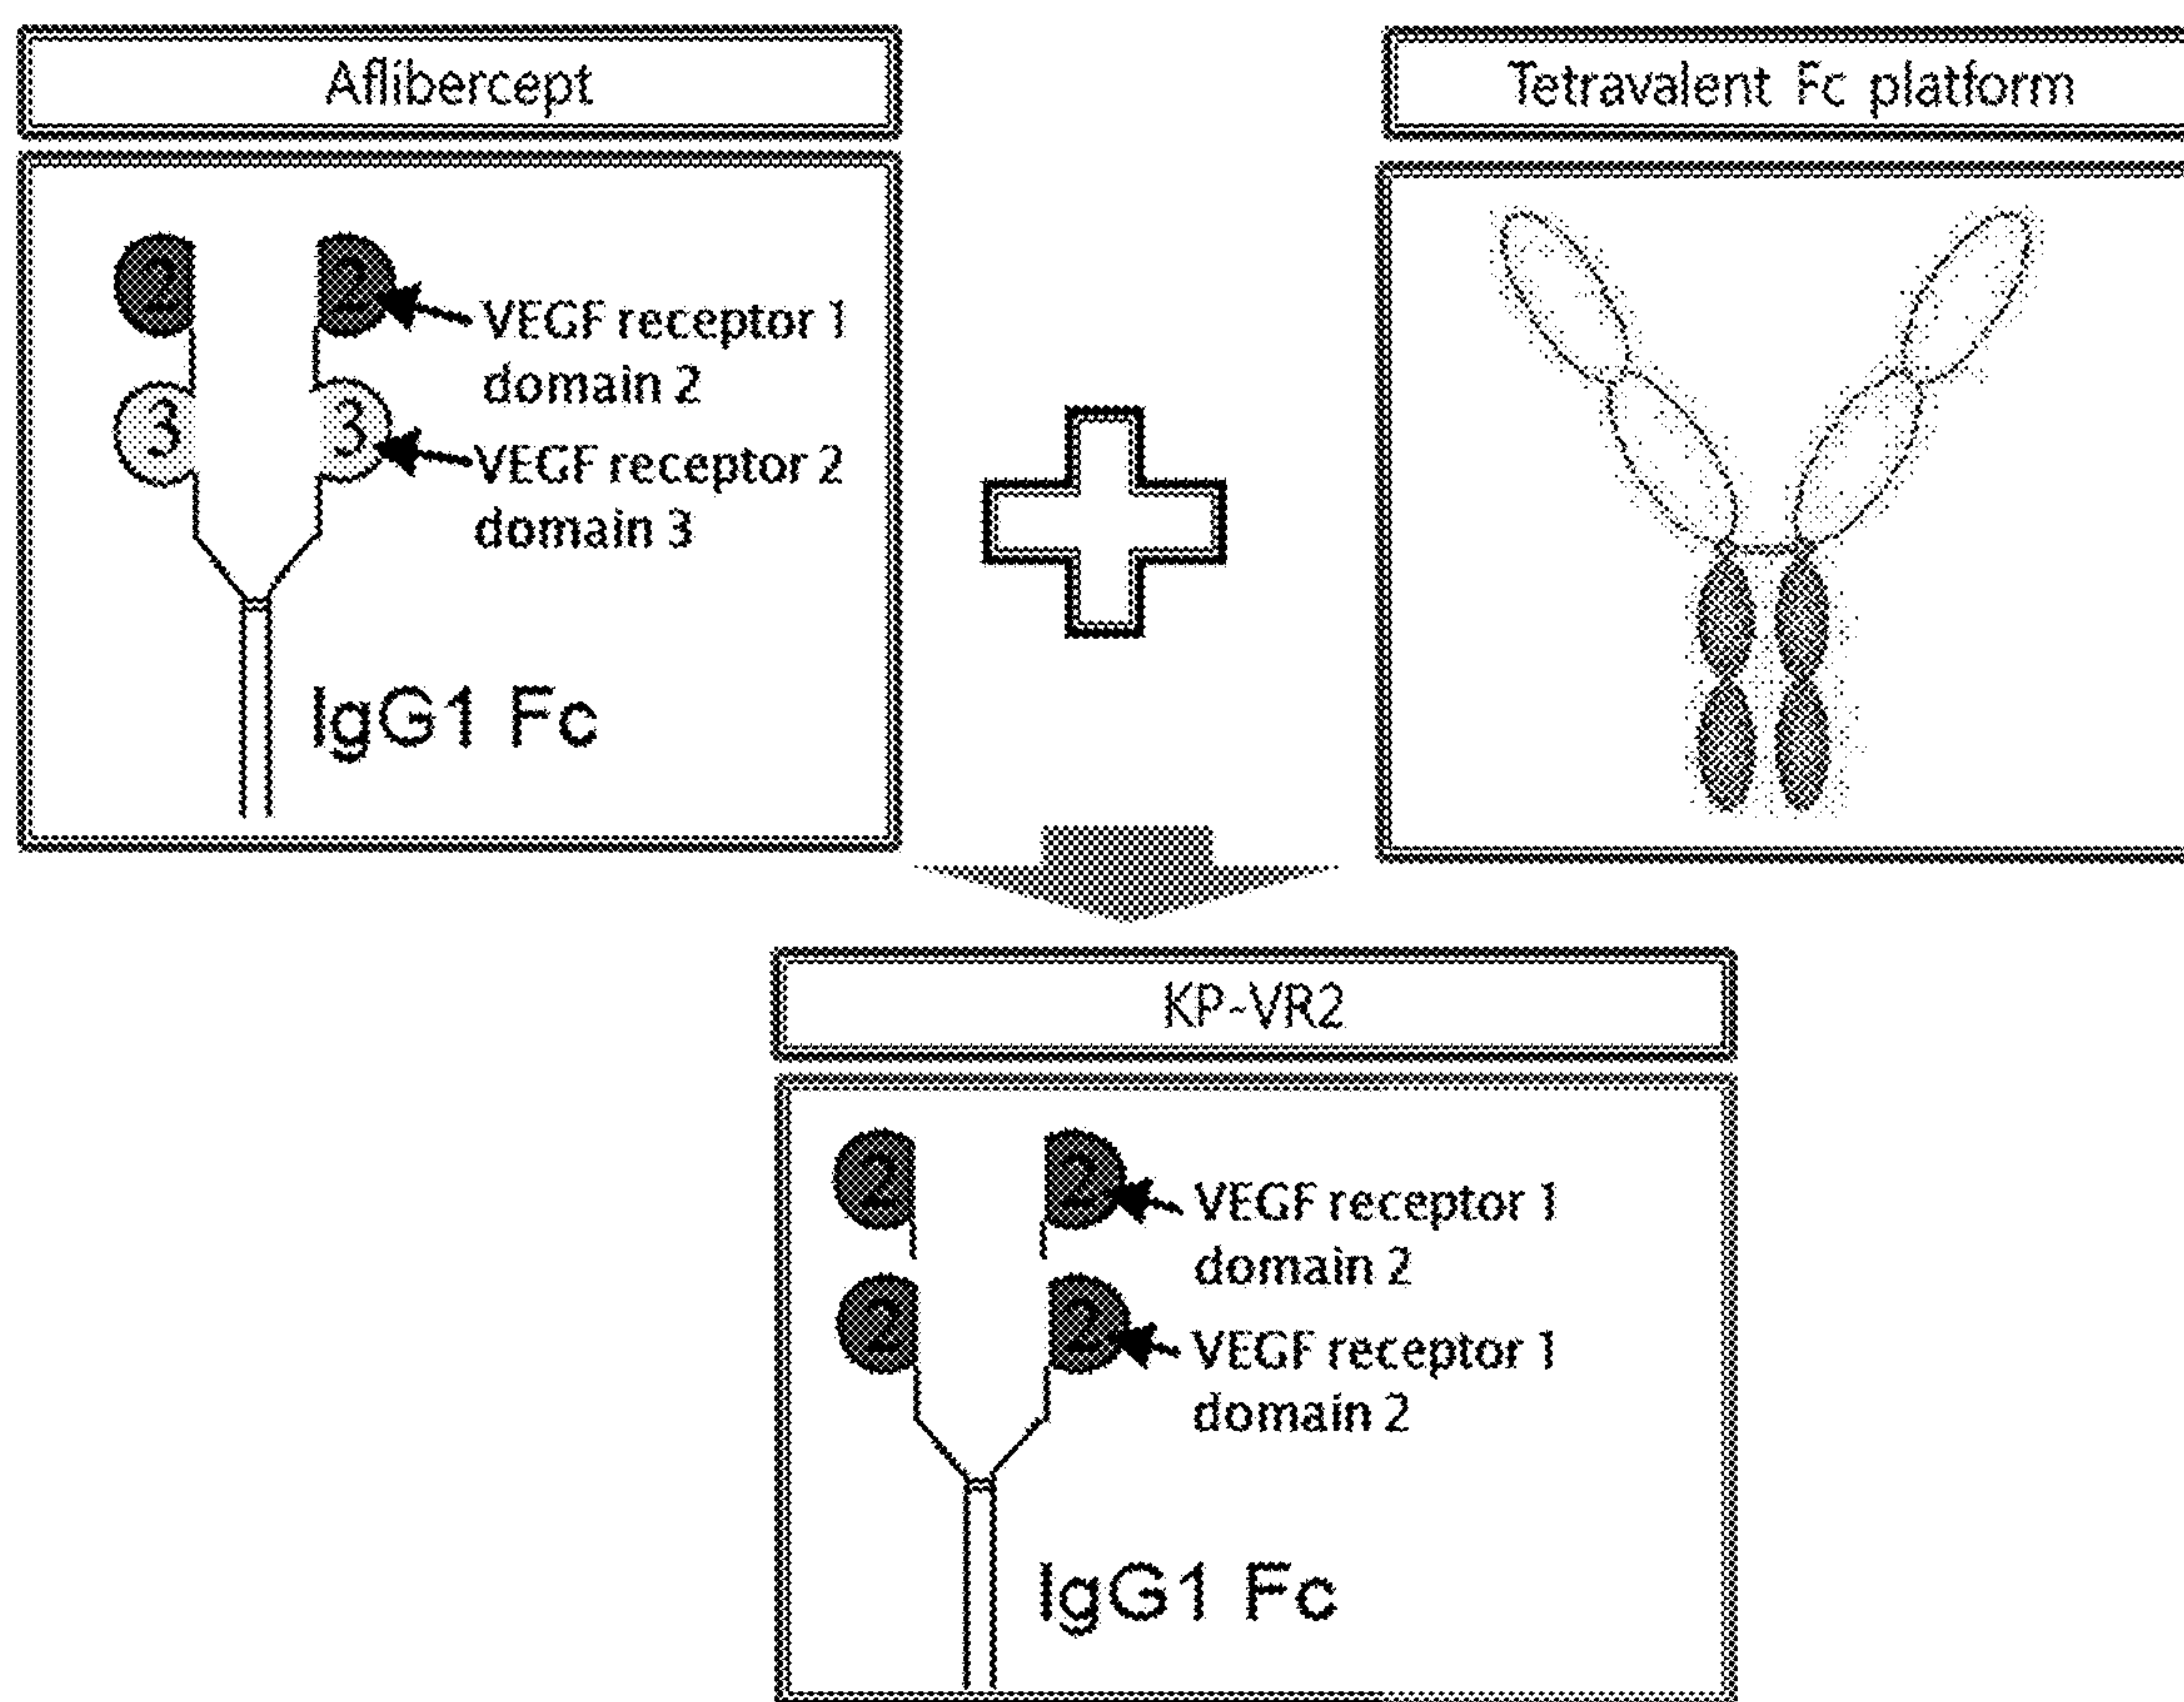 Aflibercept
Tetravalent Fc platform
2
2
VEGF receptor 1
domain 2
3
3
VEGF receptor 2
domain 3
IgG1 Fc
KP-VR2
2
2
VEGF receptor 1
domain 2
2
2
VEGF receptor 1
domain 2
IgG1 Fc